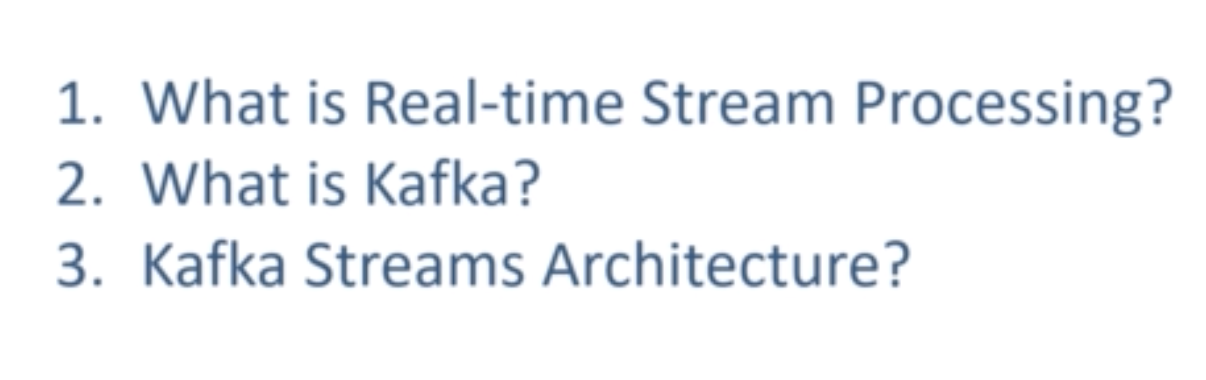 1. What is Real-time Stream Processing?
2. What is Kafka?
3. Kafka Streams Architecture?